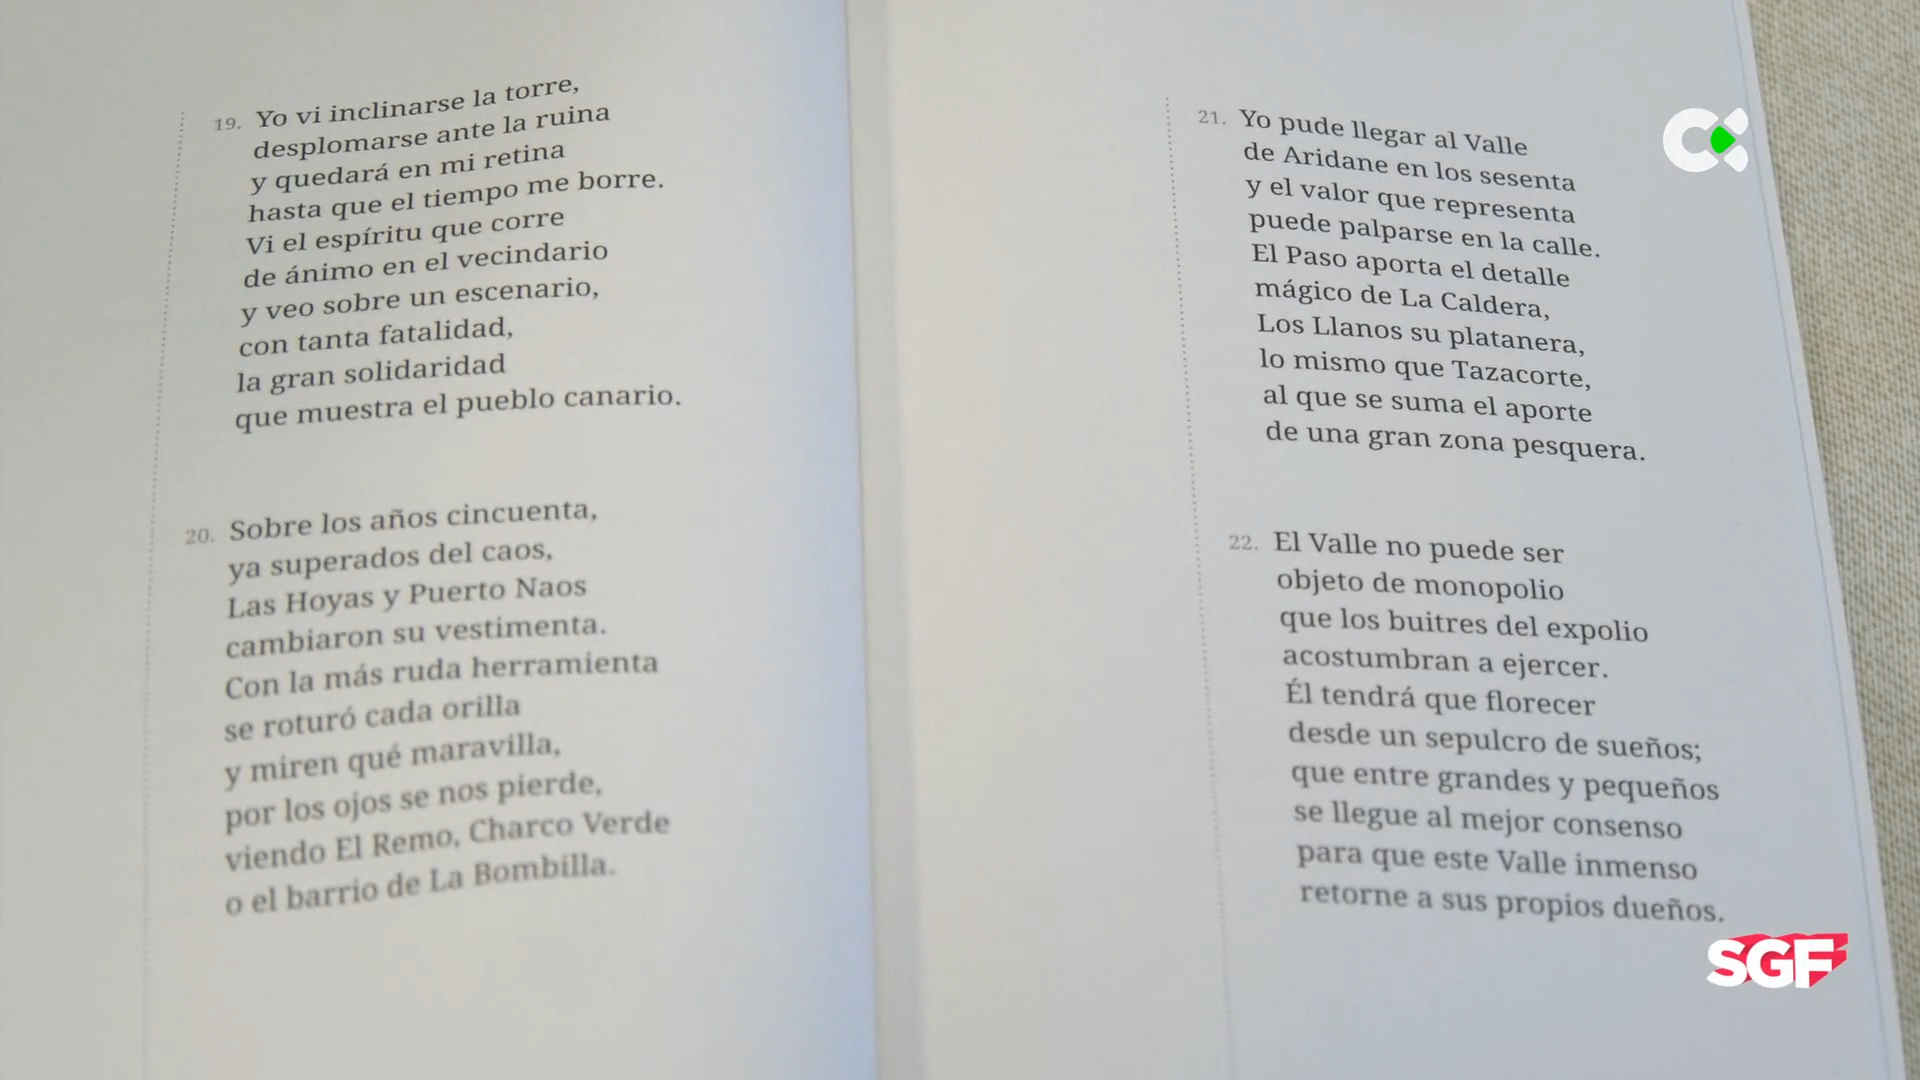 19. Yo vi inclinarse la torre,
desplomarse ante la ruina
y quedará en mi retina
hasta que el tiempo me borre.
Vi el espíritu que corre
de ánimo en el vecindario
y veo sobre un escenario,
con tanta fatalidad,
la gran solidaridad
que muestra el pueblo canario.
20. Sobre los años cincuenta,
ya superados del caos,
Las Hoyas y Puerto Naos
cambiaron su vestimenta.
Con la más ruda herramienta
se roturó cada orilla
y miren qué maravilla,
por los ojos se nos pierde,
viendo El Remo, Charco Verde
o el barrio de La Bombilla.
21. Yo pude llegar al Valle
de Aridane en los sesenta
y el valor que representa
puede palparse en la calle.
El Paso aporta el detalle
mágico de La Caldera,
Los Llanos su platanera,
lo mismo que Tazacorte,
al que se suma el aporte
de una gran zona pesquera.
22. El Valle no puede ser
objeto de monopolio
que los buitres del expolio
acostumbran a ejercer.
Él tendrá que florecer
desde un sepulcro de sueños;
que entre grandes y pequeños
se llegue al mejor consenso
para que este Valle inmenso
retorne a sus propios dueños.
SGF